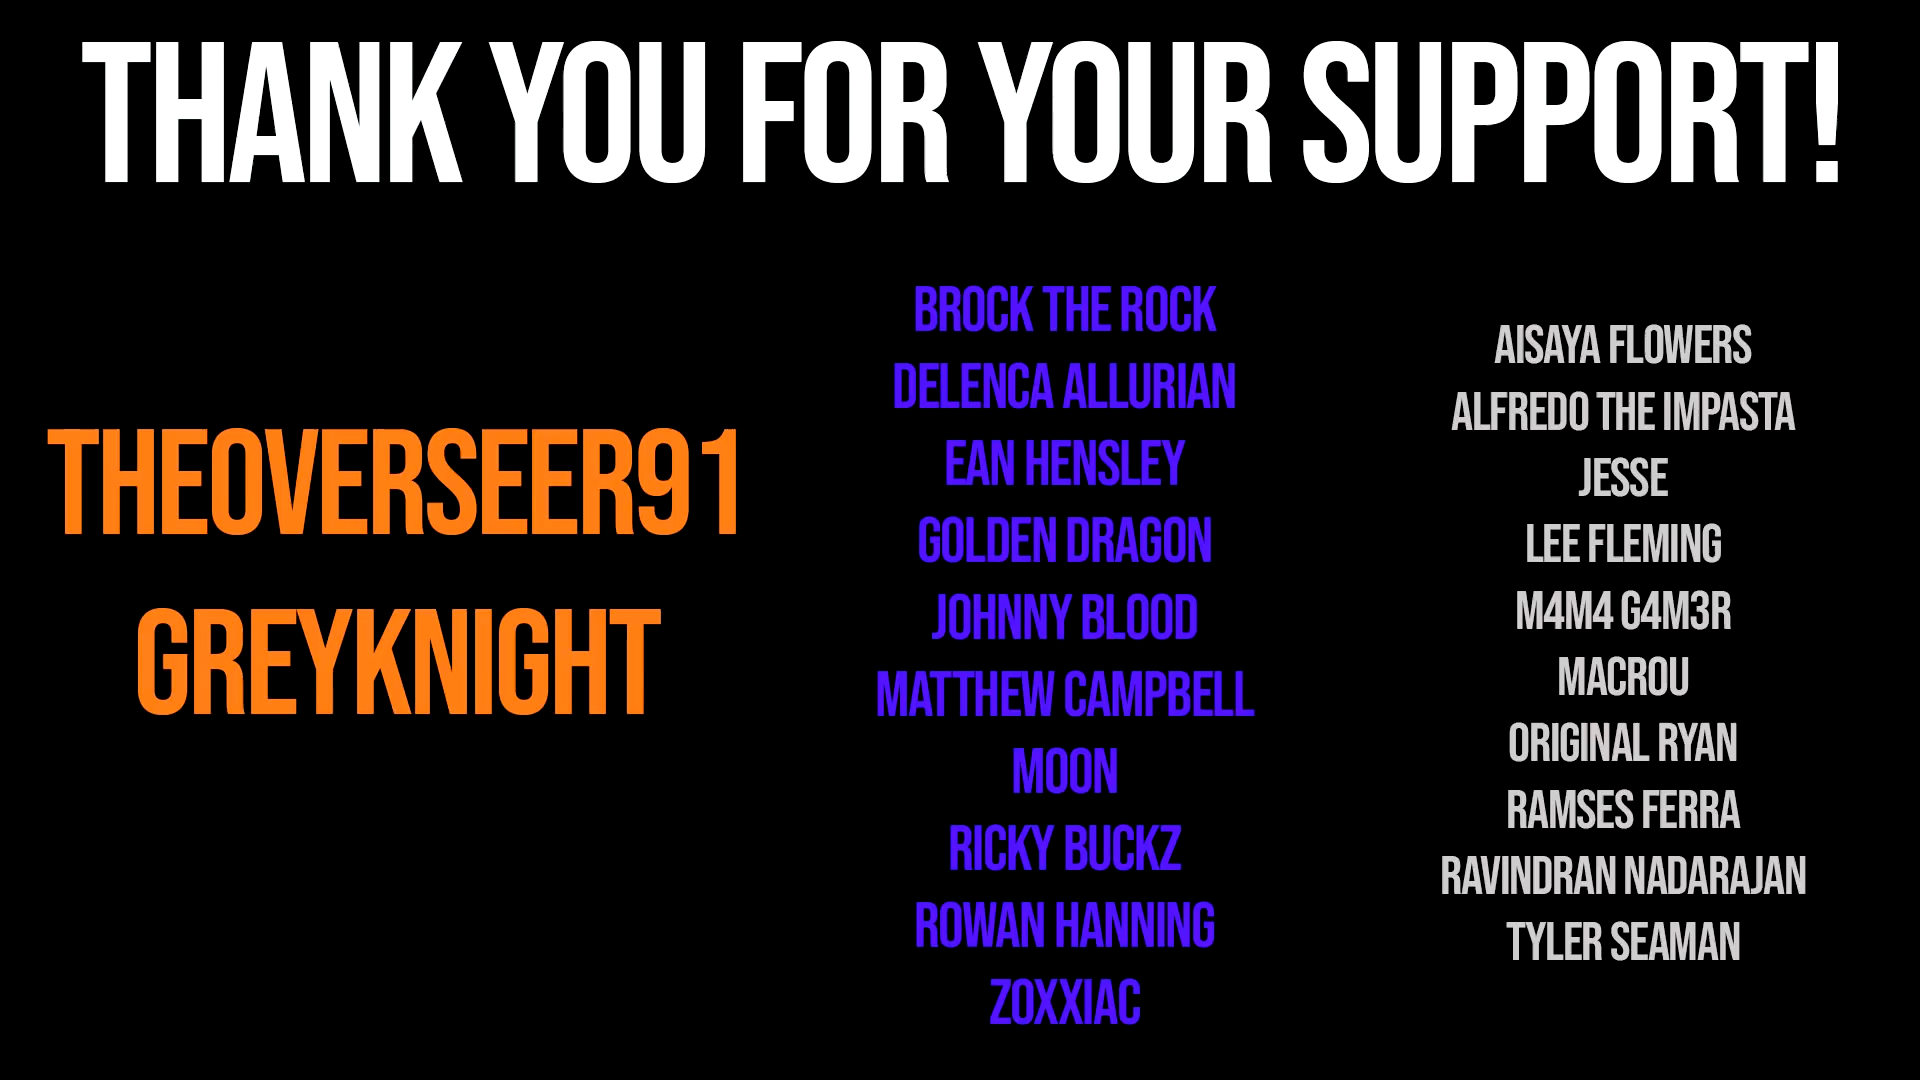 THANK YOU FOR YOUR SUPPORT!
THEOVERSEER91
GREYKNIGHT
BROCK THE ROCK
DELENCA ALLURIAN
EAN HENSLEY
GOLDEN DRAGON
JOHNNY BLOOD
MATTHEW CAMPBELL
MOON
RICKY BUCKZ
ROWAN HANNING
ZOXXIAC
AISAYA FLOWERS
ALFREDO THE IMPASTA
JESSE
LEE FLEMING
M4M4 G4M3R
MACROU
ORIGINAL RYAN
RAMSES FERRA
RAVINDRAN NADARAJAN
TYLER SEAMAN